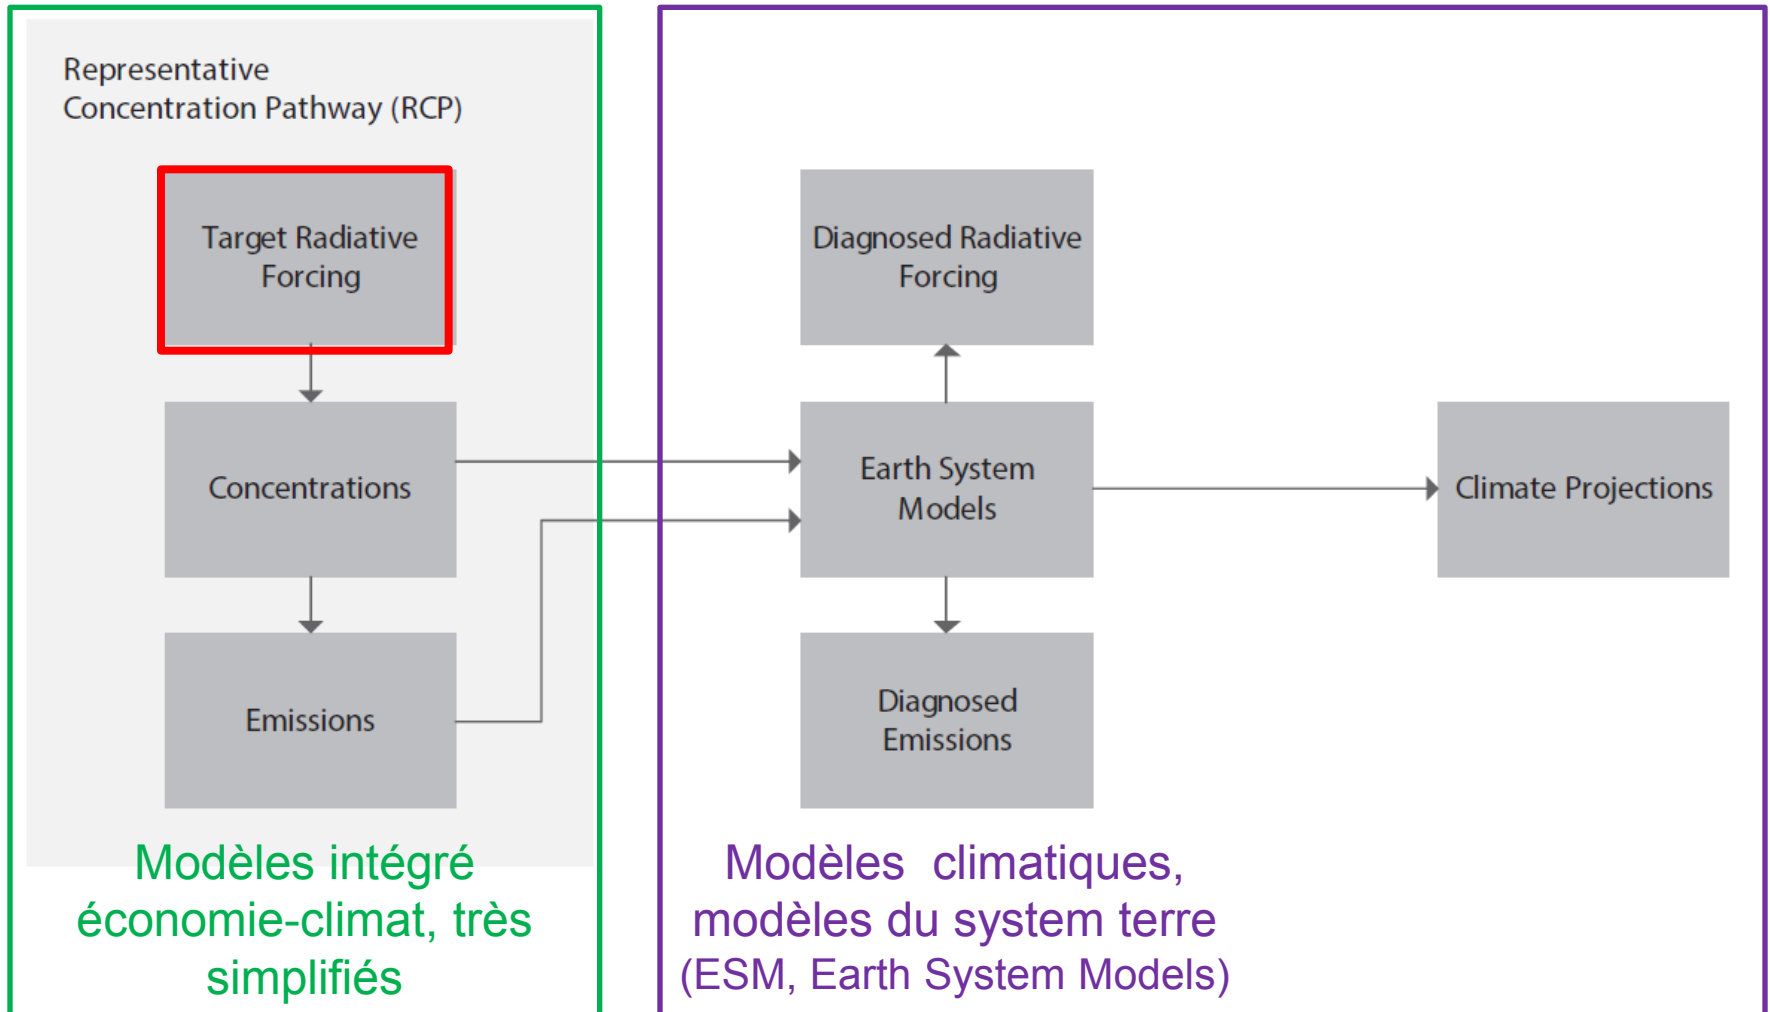 Representative
Concentration Pathway (RCP)
Target Radiative
Forcing
Concentrations
Emissions
Modèles intégré
économie-climat, très
simplifiés
Diagnosed Radiative
Forcing
Earth System
Models
Diagnosed
Emissions
Climate Projections
Modèles climatiques,
modèles du system terre
(ESM, Earth System Models)